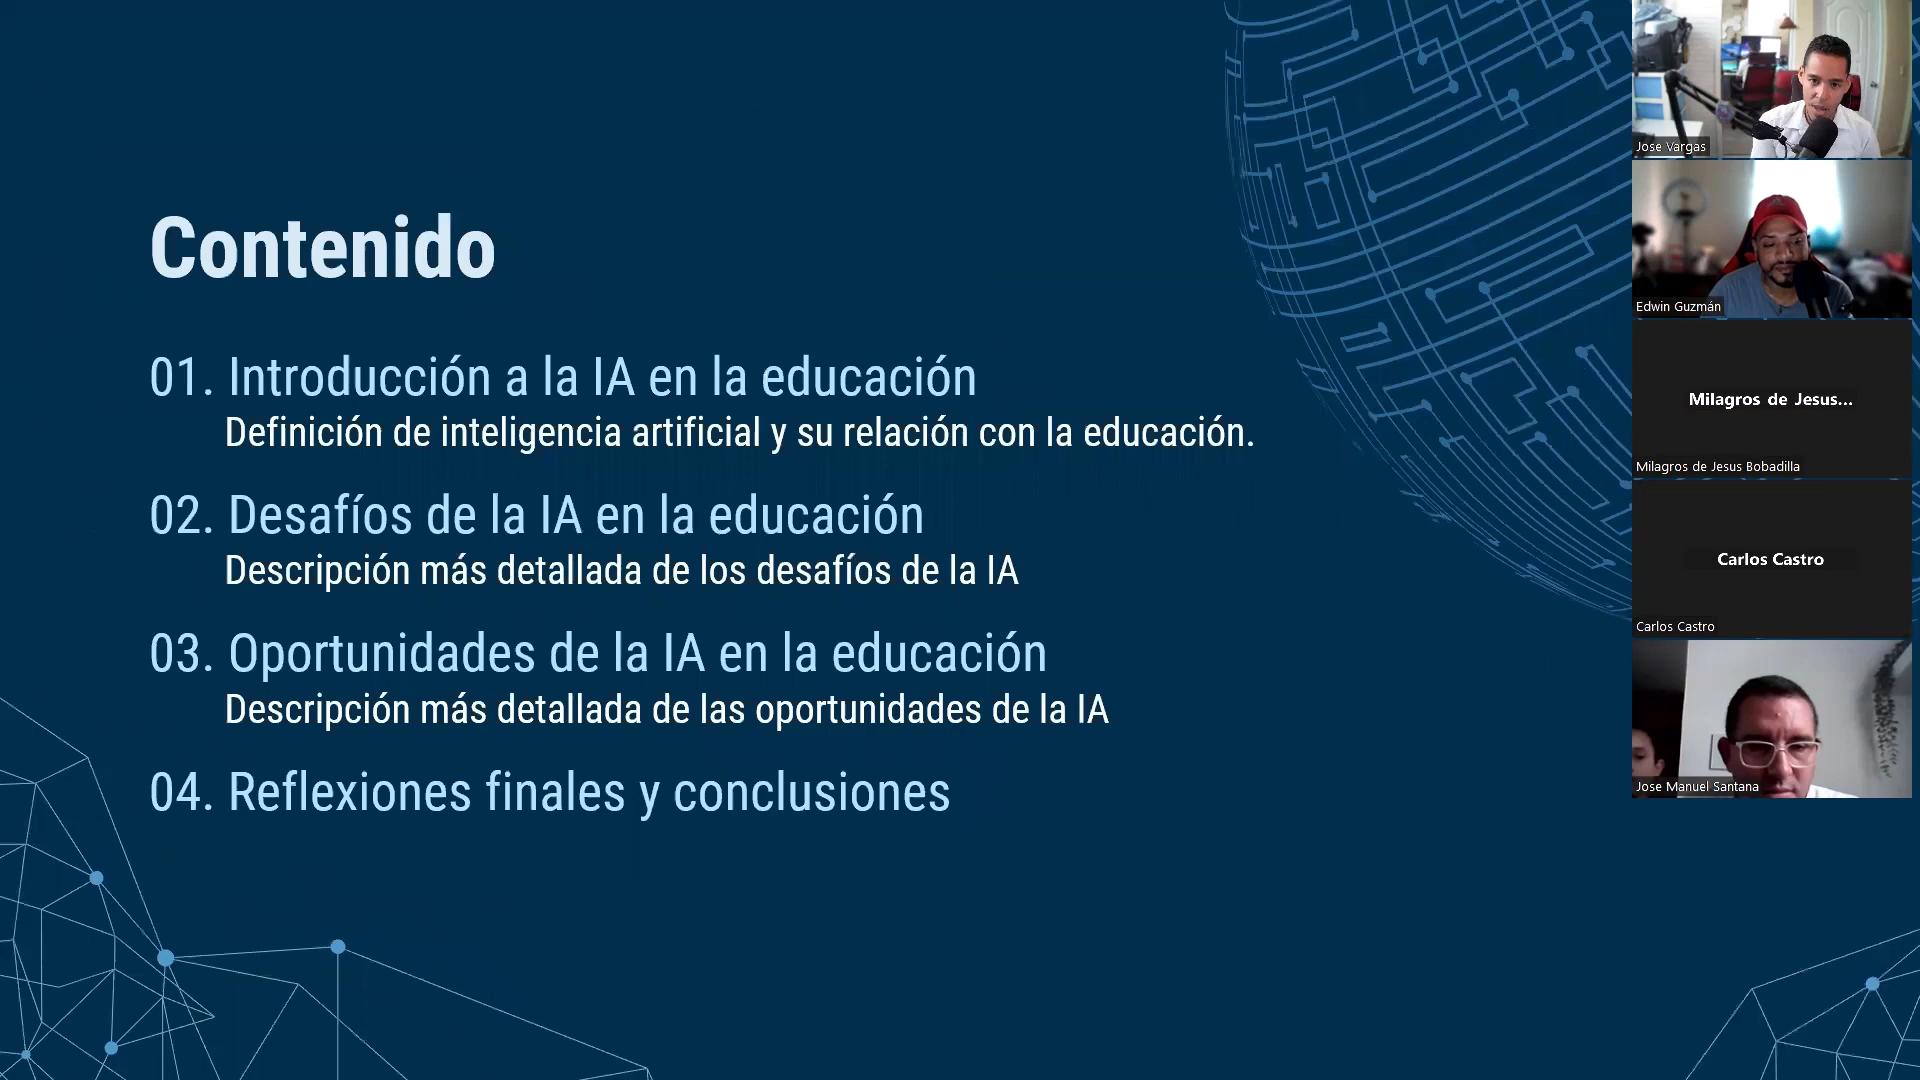 Contenido
01. Introducción a la IA en la educación
Definición de inteligencia artificial y su relación con la educación.
02. Desafíos de la IA en la educación
Descripción más detallada de los desafíos de la IA
03. Oportunidades de la IA en la educación
Descripción más detallada de las oportunidades de la IA
04. Reflexiones finales y conclusiones
Jose Vargas
Edwin Guzmán
Milagros de Jesus...
Milagros de Jesus Bobadilla
Carlos Castro
Carlos Castro
Jose Manuel Santana